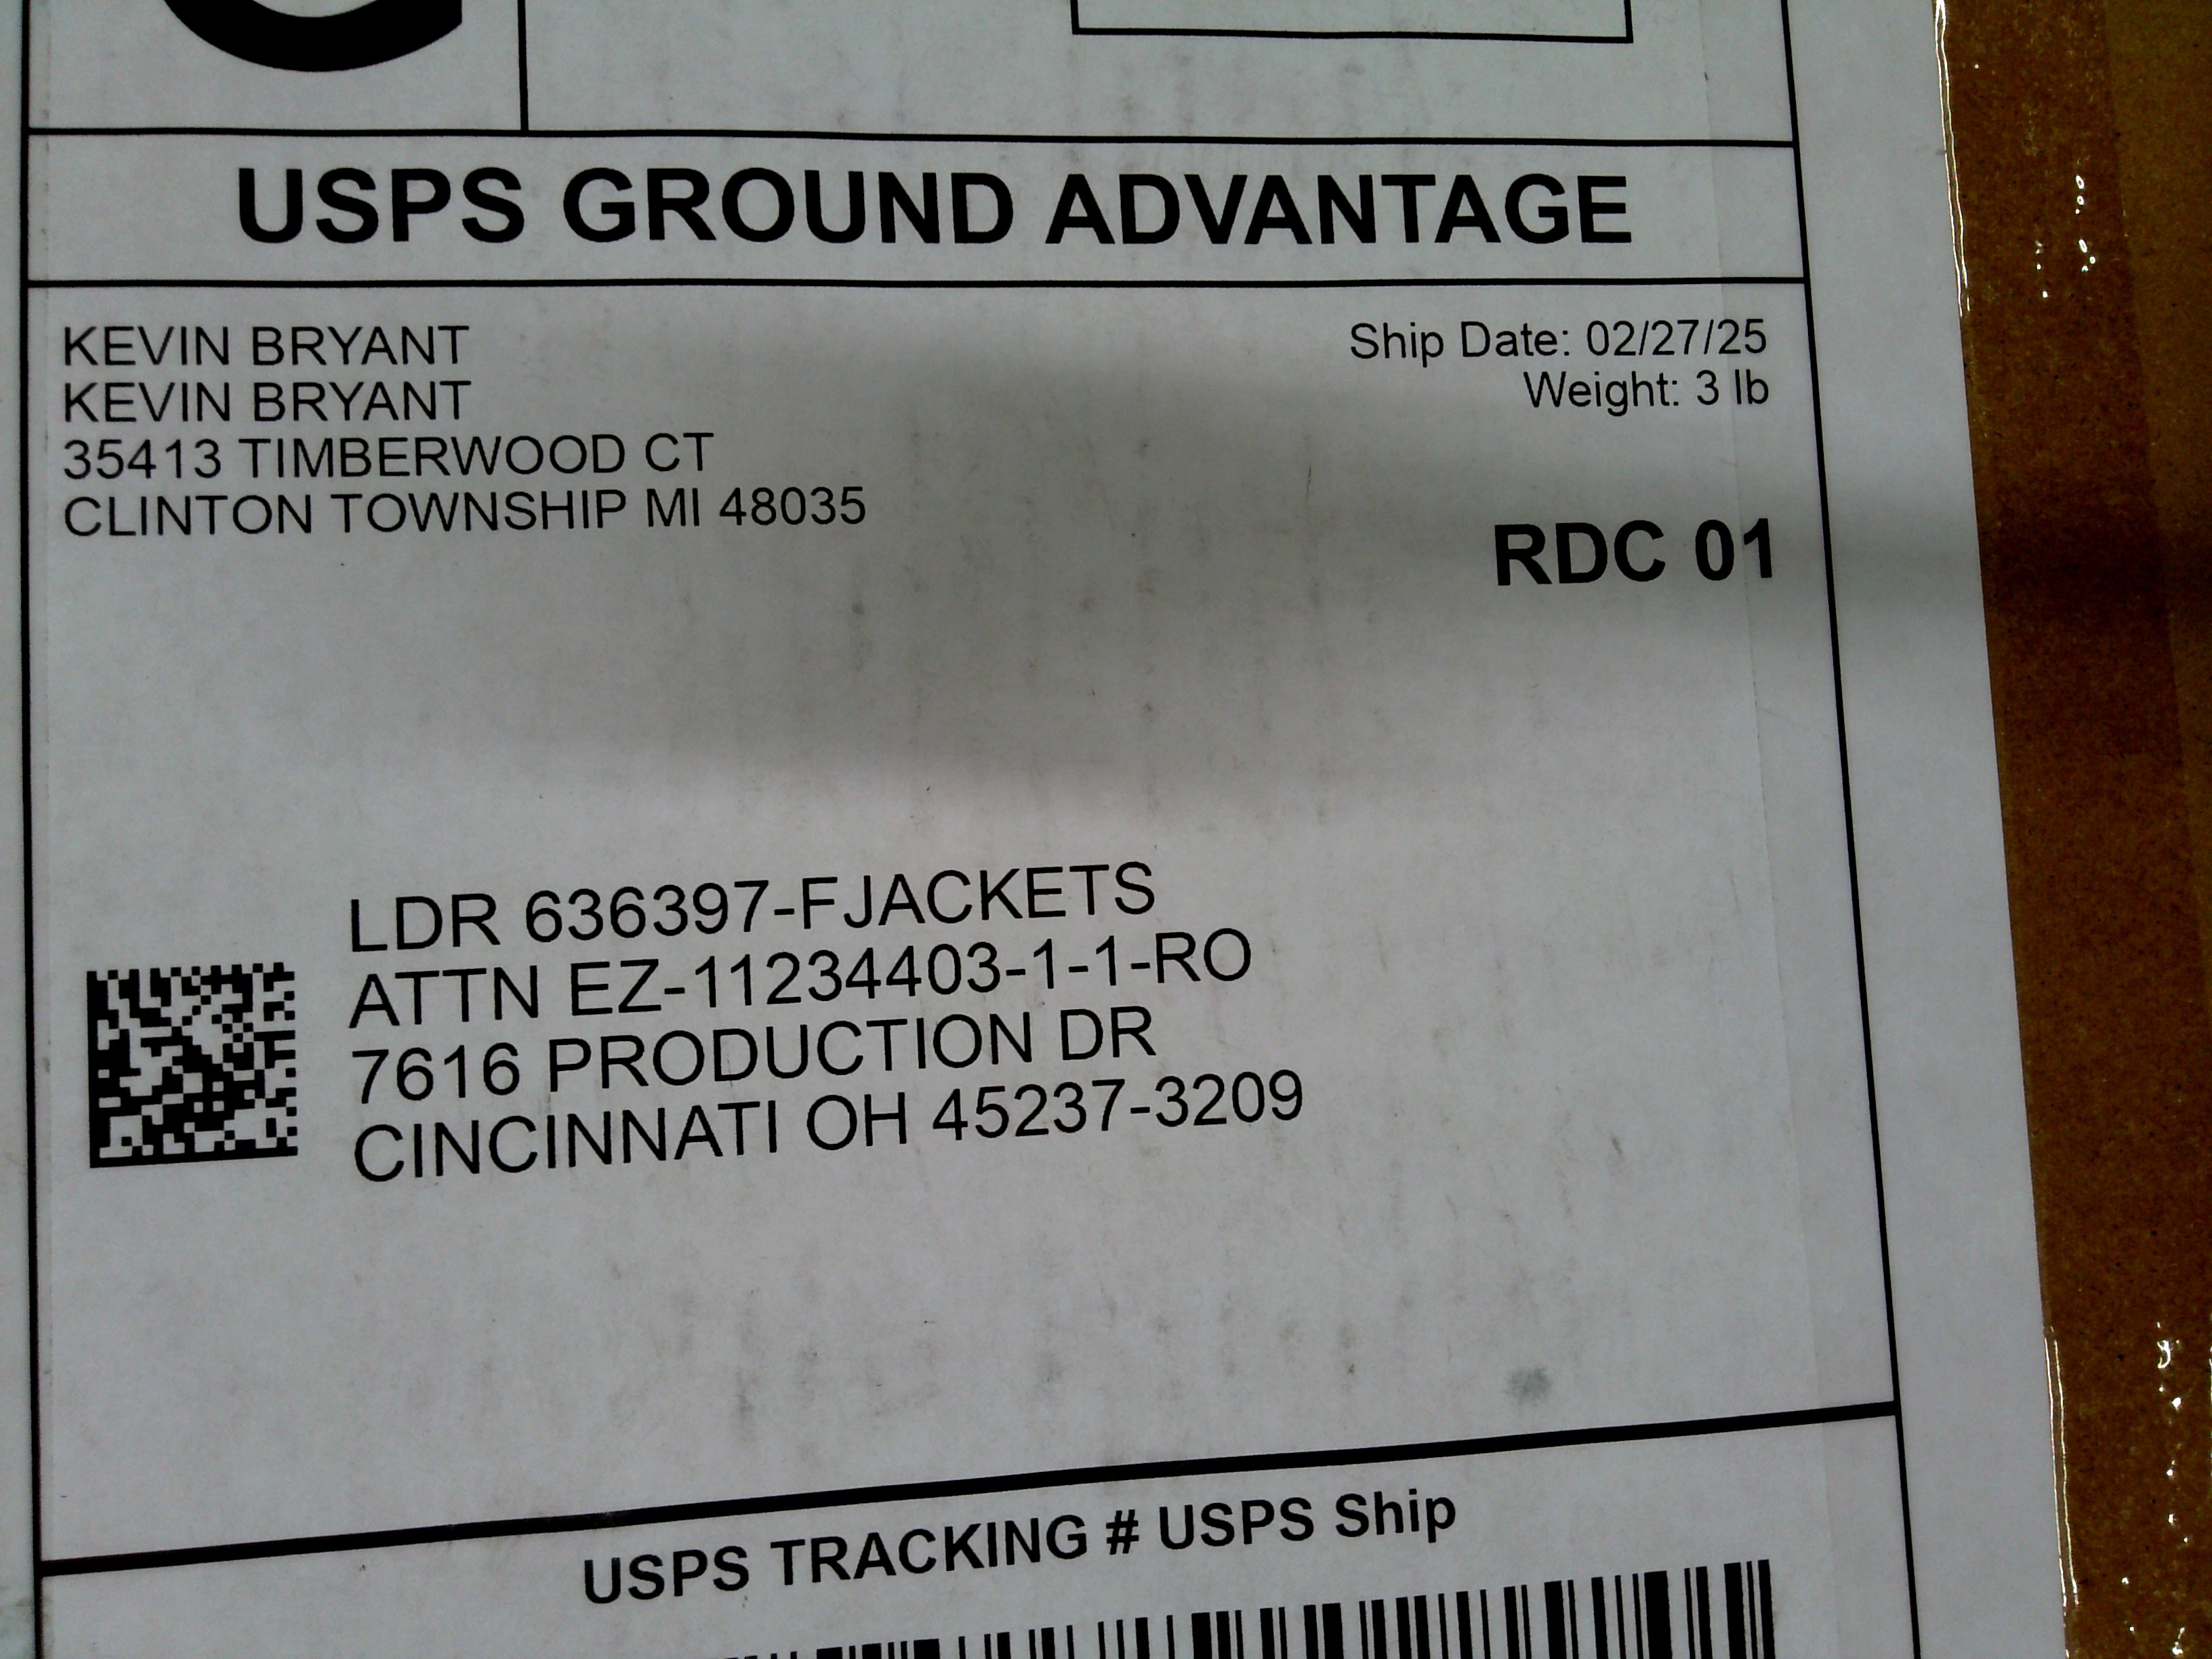 USPS GROUND ADVANTAGE
KEVIN BRYANT
KEVIN BRYANT
35413 TIMBERWOOD CT
CLINTON TOWNSHIP MI 48035
Ship Date: 02/27/25
Weight: 3 lb
RDC 01
LDR 636397-FJACKETS
ATTN EZ-11234403-1-1-RO
7616 PRODUCTION DR
CINCINNATI OH 45237-3209
USPS TRACKING # USPS Ship